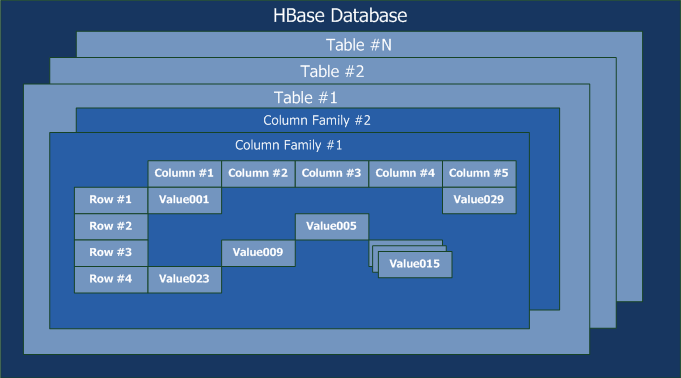 HBase Database
Table #N
Table #2
Table #1
Column Family #2
Column Family #1
Column #1 Column #2 Column #3 Column #4 Column #5
Row #1 Value001 Value029
Row #2 Value005
Row #3 Value009 Value015
Row #4 Value023